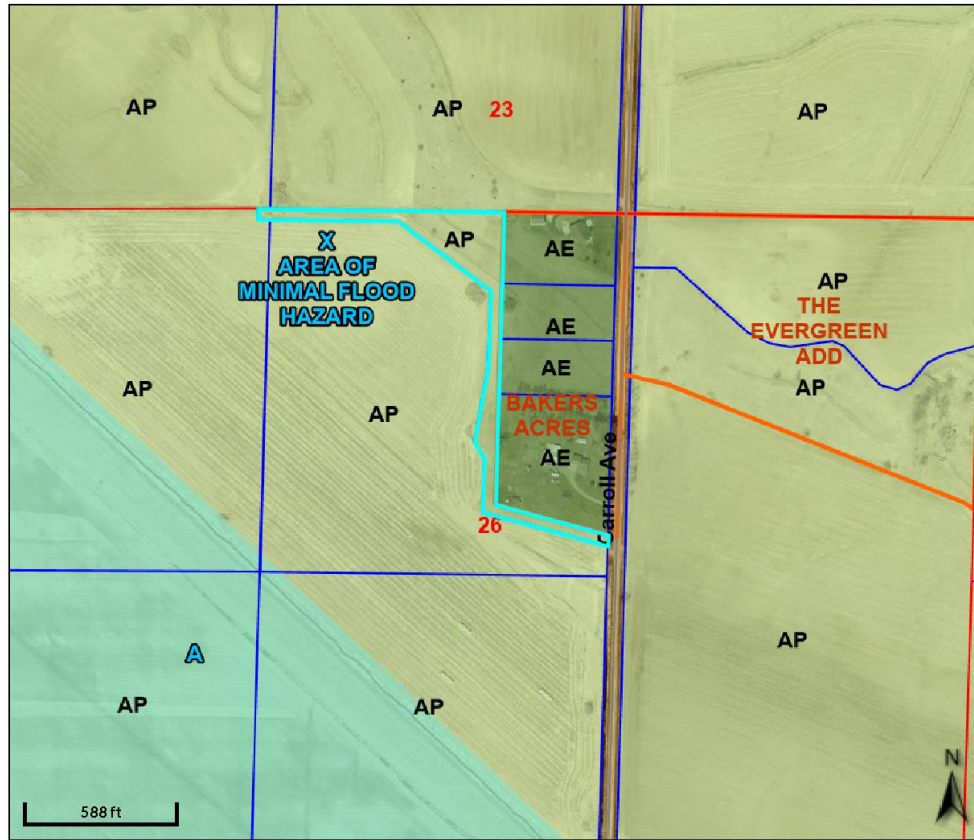 AP
AP
23
AP
X
AREA OF
MINIMAL FLOOD
HAZARD
AP
AE
AE
AE
BAKERS
ACRES
AE
Carroll Ave
AP
THE
EVERGREEN
ADD
AP
AP
AP
26
A
AP
AP
AP
588 ft
N